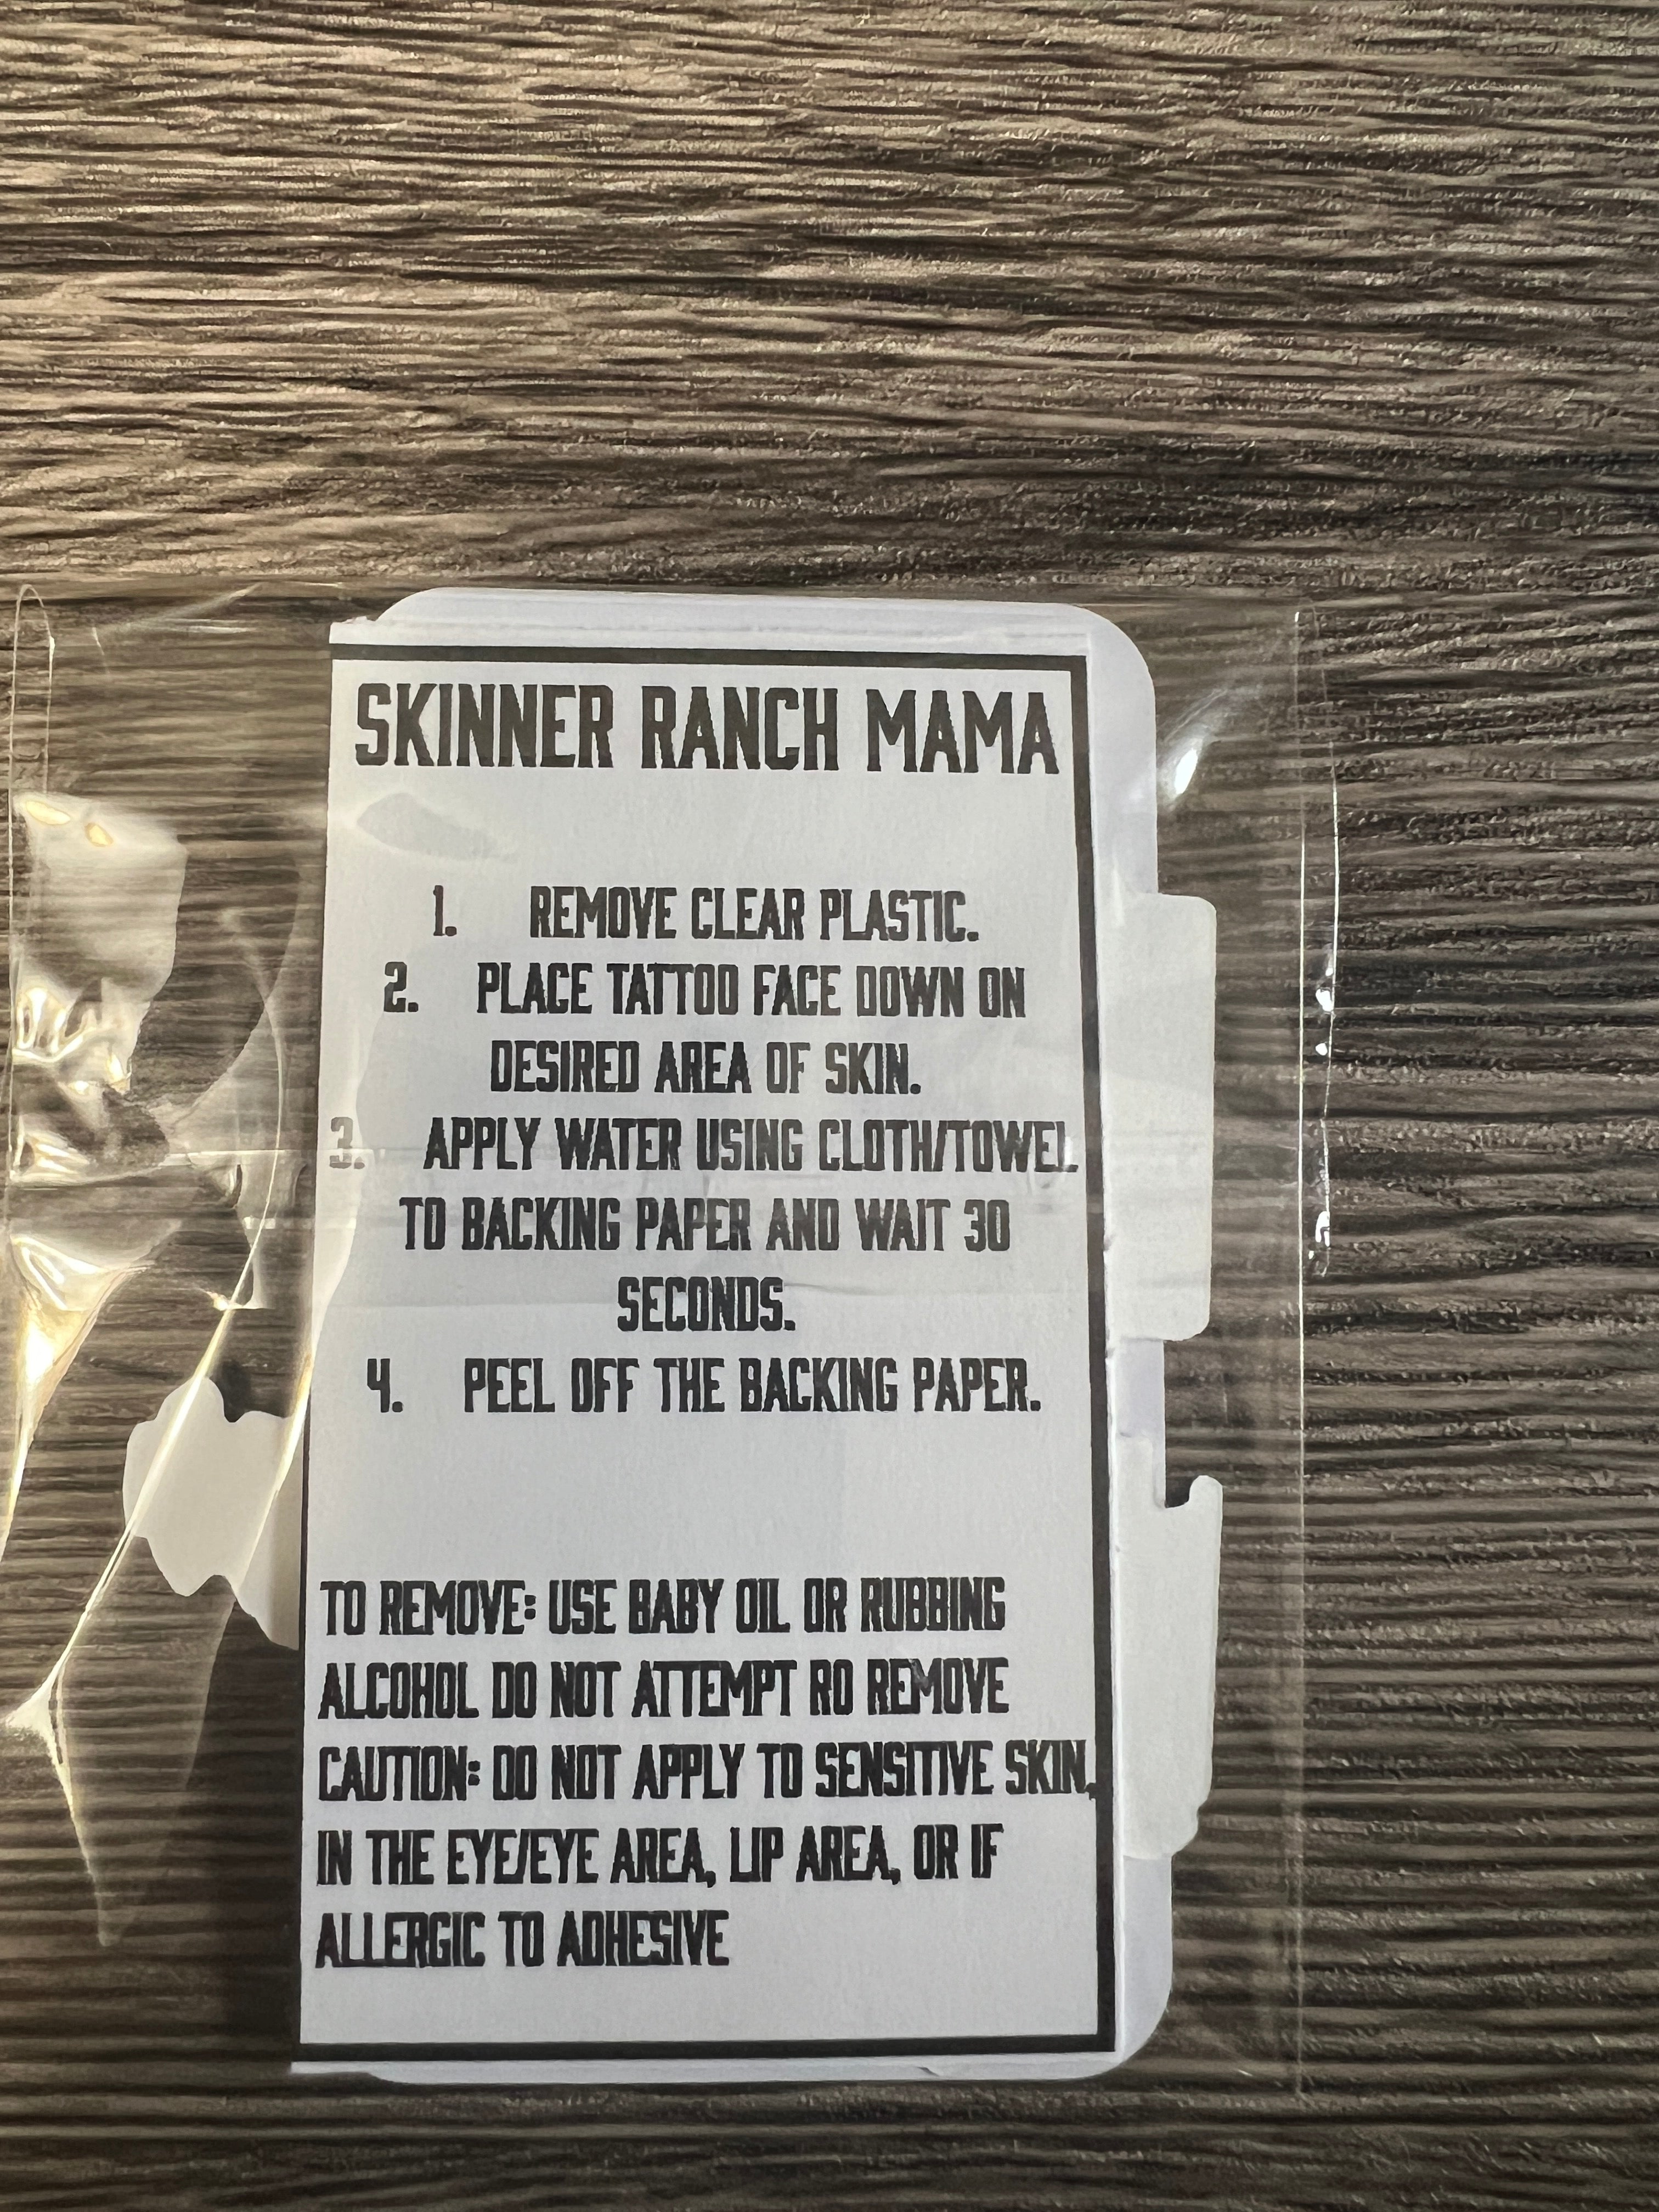 SKINNER RANCH MAMA
1. REMOVE CLEAR PLASTIC.
2. PLACE TATTOO FACE DOWN ON
DESIRED AREA OF SKIN.
3. APPLY WATER USING CLOTH/TOWEL
TO BACKING PAPER AND WAIT 30
SECONDS.
4. PEEL OFF THE BACKING PAPER.
TO REMOVE: USE BABY OIL OR RUBBING
ALCOHOL DO NOT ATTEMPT RO REMOVE
CAUTION: DO NOT APPLY TO SENSITIVE SKIN,
IN THE EYE/EYE AREA, LIP AREA, OR IF
ALLERGIC TO ADHESIVE